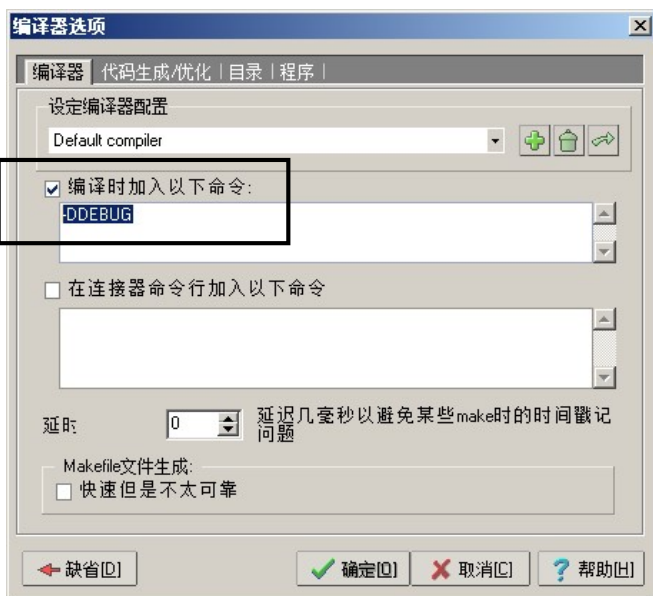 编译器选项
编译器 代码生成/优化 目录 程序
设定编译器配置
Default compiler
编译时加入以下命令:
-DDEBUG
在连接器命令行加入以下命令
延时 0 延迟几毫秒以避免某些make时的时间戳记
问题
Makefile文件生成:
快速但是不太可靠
缺省[D] 确定[O] 取消[C] 帮助[H]